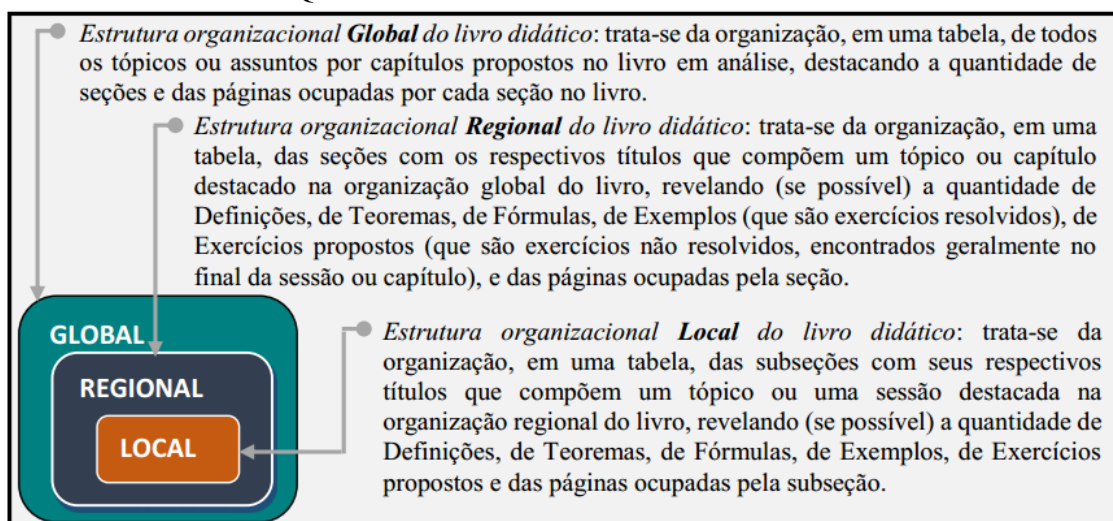 Estrutura organizacional Global do livro didático: trata-se da organização, em uma tabela, de todos
os tópicos ou assuntos por capítulos propostos no livro em análise, destacando a quantidade de
seções e das páginas ocupadas por cada seção no livro.
Estrutura organizacional Regional do livro didático: trata-se da organização, em uma
tabela, das seções com os respectivos títulos que compõem um tópico ou capítulo
destacado na organização global do livro, revelando (se possível) a quantidade de
Definições, de Teoremas, de Fórmulas, de Exemplos (que são exercícios resolvidos), de
Exercícios propostos (que são exercícios não resolvidos, encontrados geralmente no
final da sessão ou capítulo), e das páginas ocupadas pela seção.
GLOBAL
REGIONAL
LOCAL
Estrutura organizacional Local do livro didático: trata-se da
organização, em uma tabela, das subseções com seus respectivos
títulos que compõem um tópico ou uma sessão destacada na
organização regional do livro, revelando (se possível) a quantidade de
Definições, de Teoremas, de Fórmulas, de Exemplos, de Exercícios
propostos e das páginas ocupadas pela subseção.